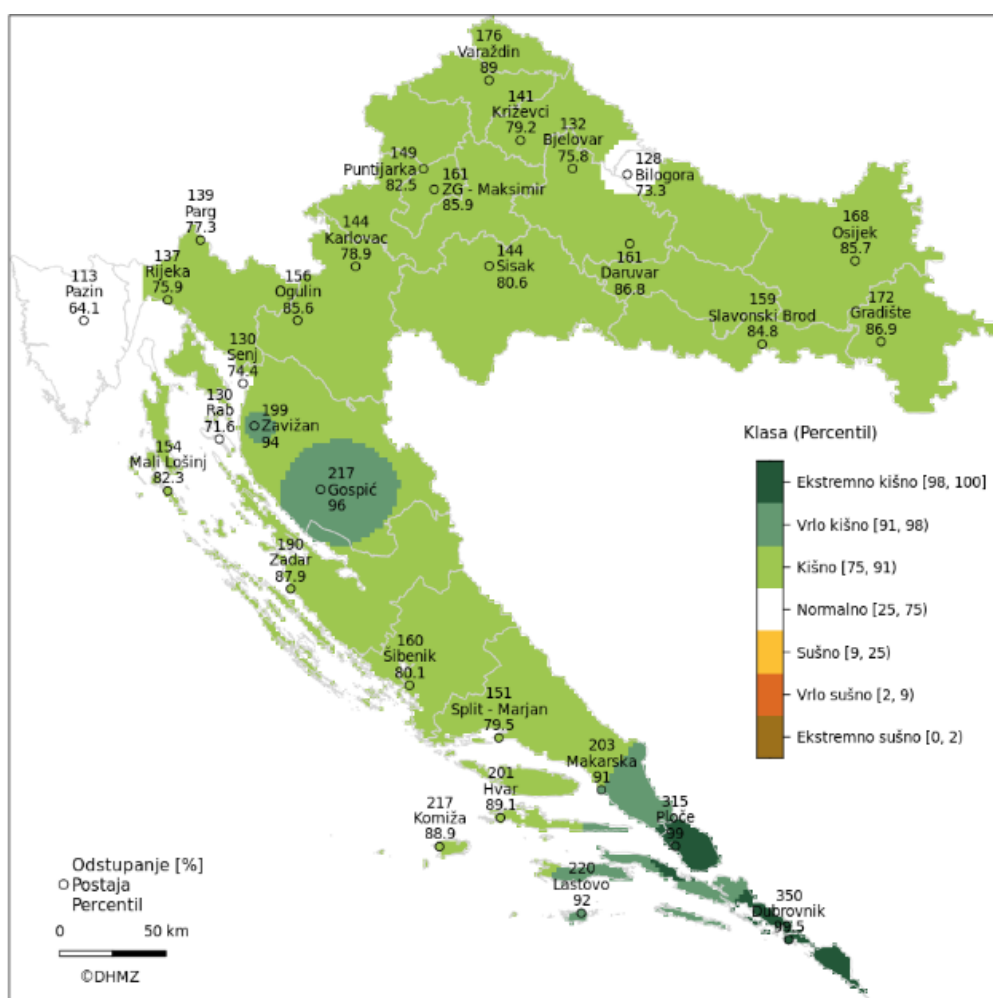 176
Varaždin
89
141
Križevci
79.2
132
Bjelovar
75.8
149
Puntijarka
82.5
161
ZG - Maksimir
85.9
128
Bilogora
73.3
139
Parg
77.3
144
Karlovac
78.9
144
Sisak
80.6
161
Daruvar
86.8
168
Osijek
85.7
113
Pazin
64.1
137
Rijeka
75.9
156
Ogulin
85.6
159
Slavonski Brod
84.8
172
Gradište
86.9
130
Senj
74.4
130
Rab
71.6
199
Zavižan
94
154
Mali Lošinj
82.3
217
Gospić
96
190
Zadar
87.9
160
Šibenik
80.1
151
Split - Marjan
79.5
203
Makarska
91
201
Hvar
89.1
217
Komiža
88.9
315
Ploče
99
220
Lastovo
92
350
Dubrovnik
99.5
Klasa (Percentil)
Ekstremno kišno [98, 100]
Vrlo kišno [91, 98)
Kišno [75, 91)
Normalno [25, 75)
Sušno [9, 25)
Vrlo sušno [2, 9)
Ekstremno sušno [0, 2)
Odstupanje [%]
Postaja
Percentil
0 50 km
©DHMZ